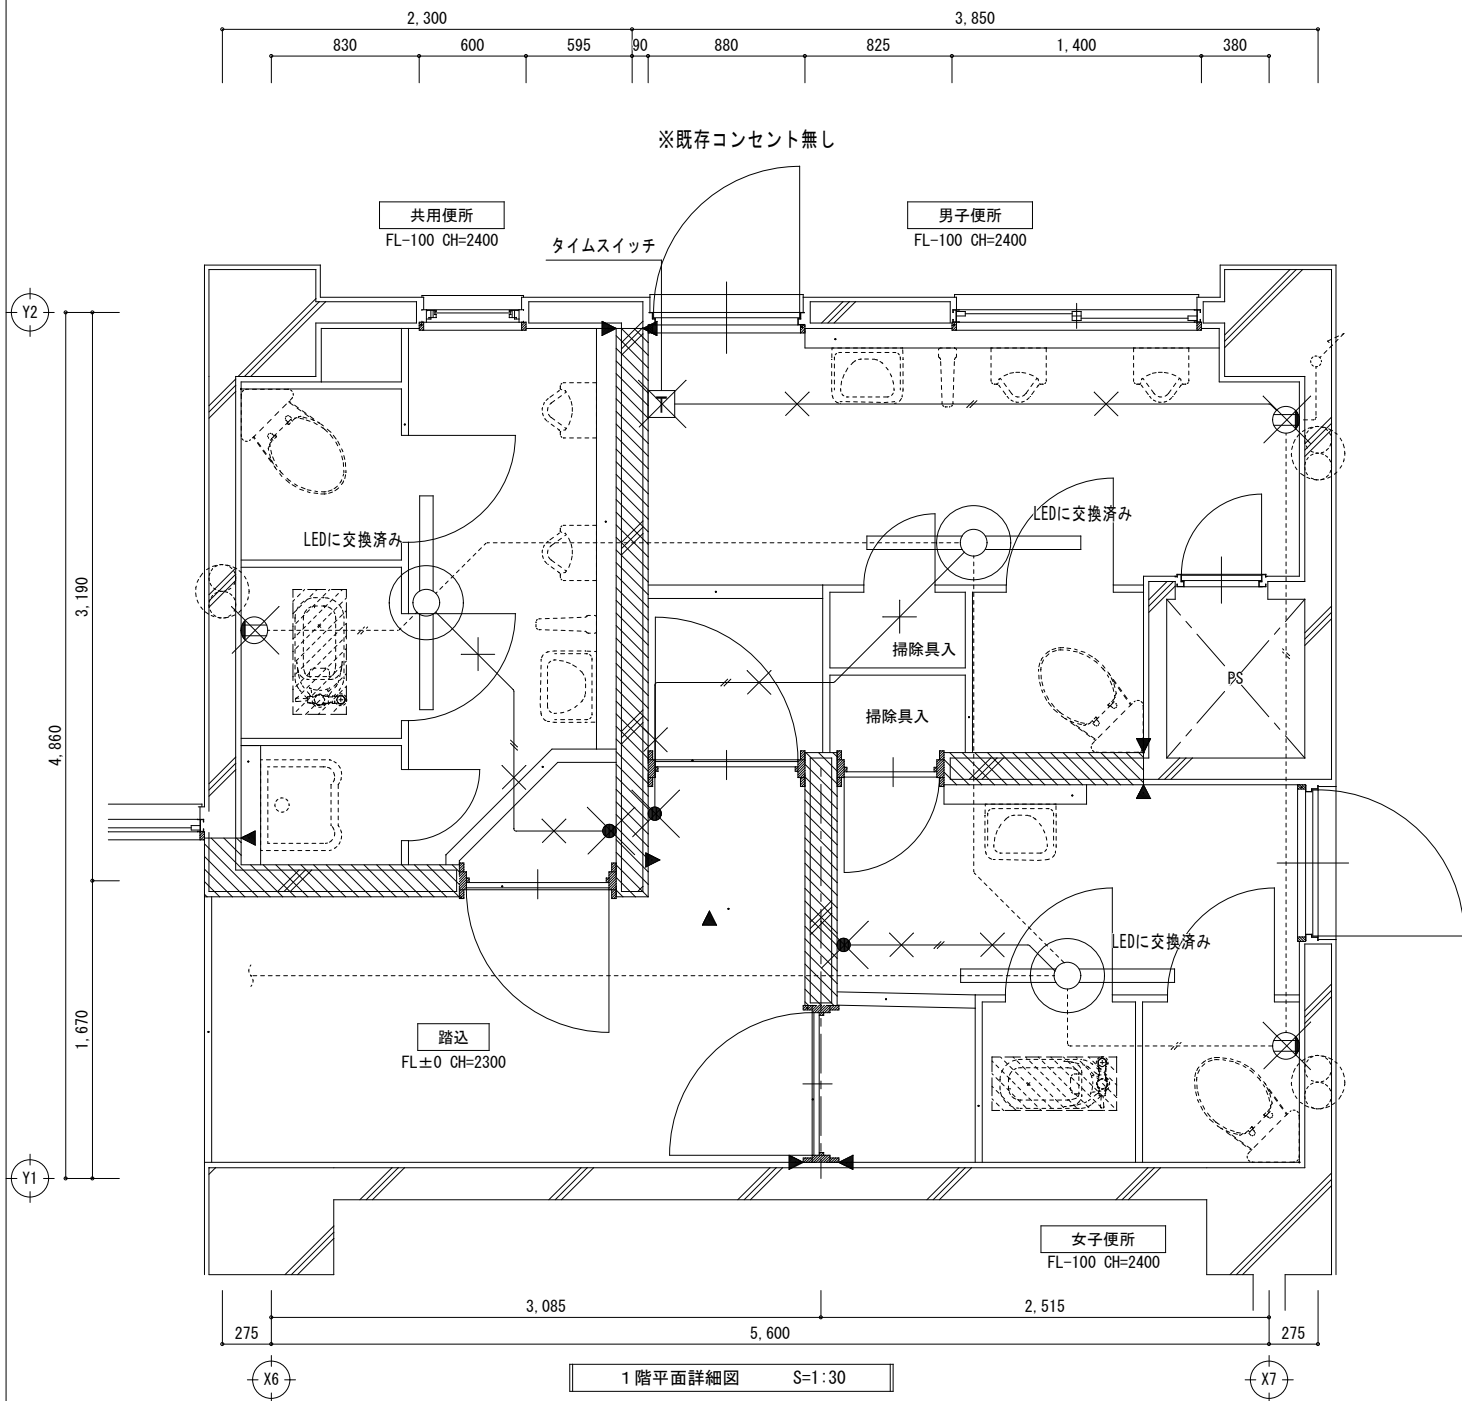 2,300
3,850
830
600
595
90
880
825
1,400
380
※既存コンセント無し
共用便所
FL-100 CH=2400
男子便所
FL-100 CH=2400
タイムスイッチ
Y2
T
LEDに交換済み
LEDに交換済み
3,190
掃除具入
PS
掃除具入
4,860
LEDに交換済み
1,670
踏込
FL±0 CH=2300
Y1
女子便所
FL-100 CH=2400
3,085
2,515
275
5,600
275
X6
1階平面詳細図 S=1:30
X7